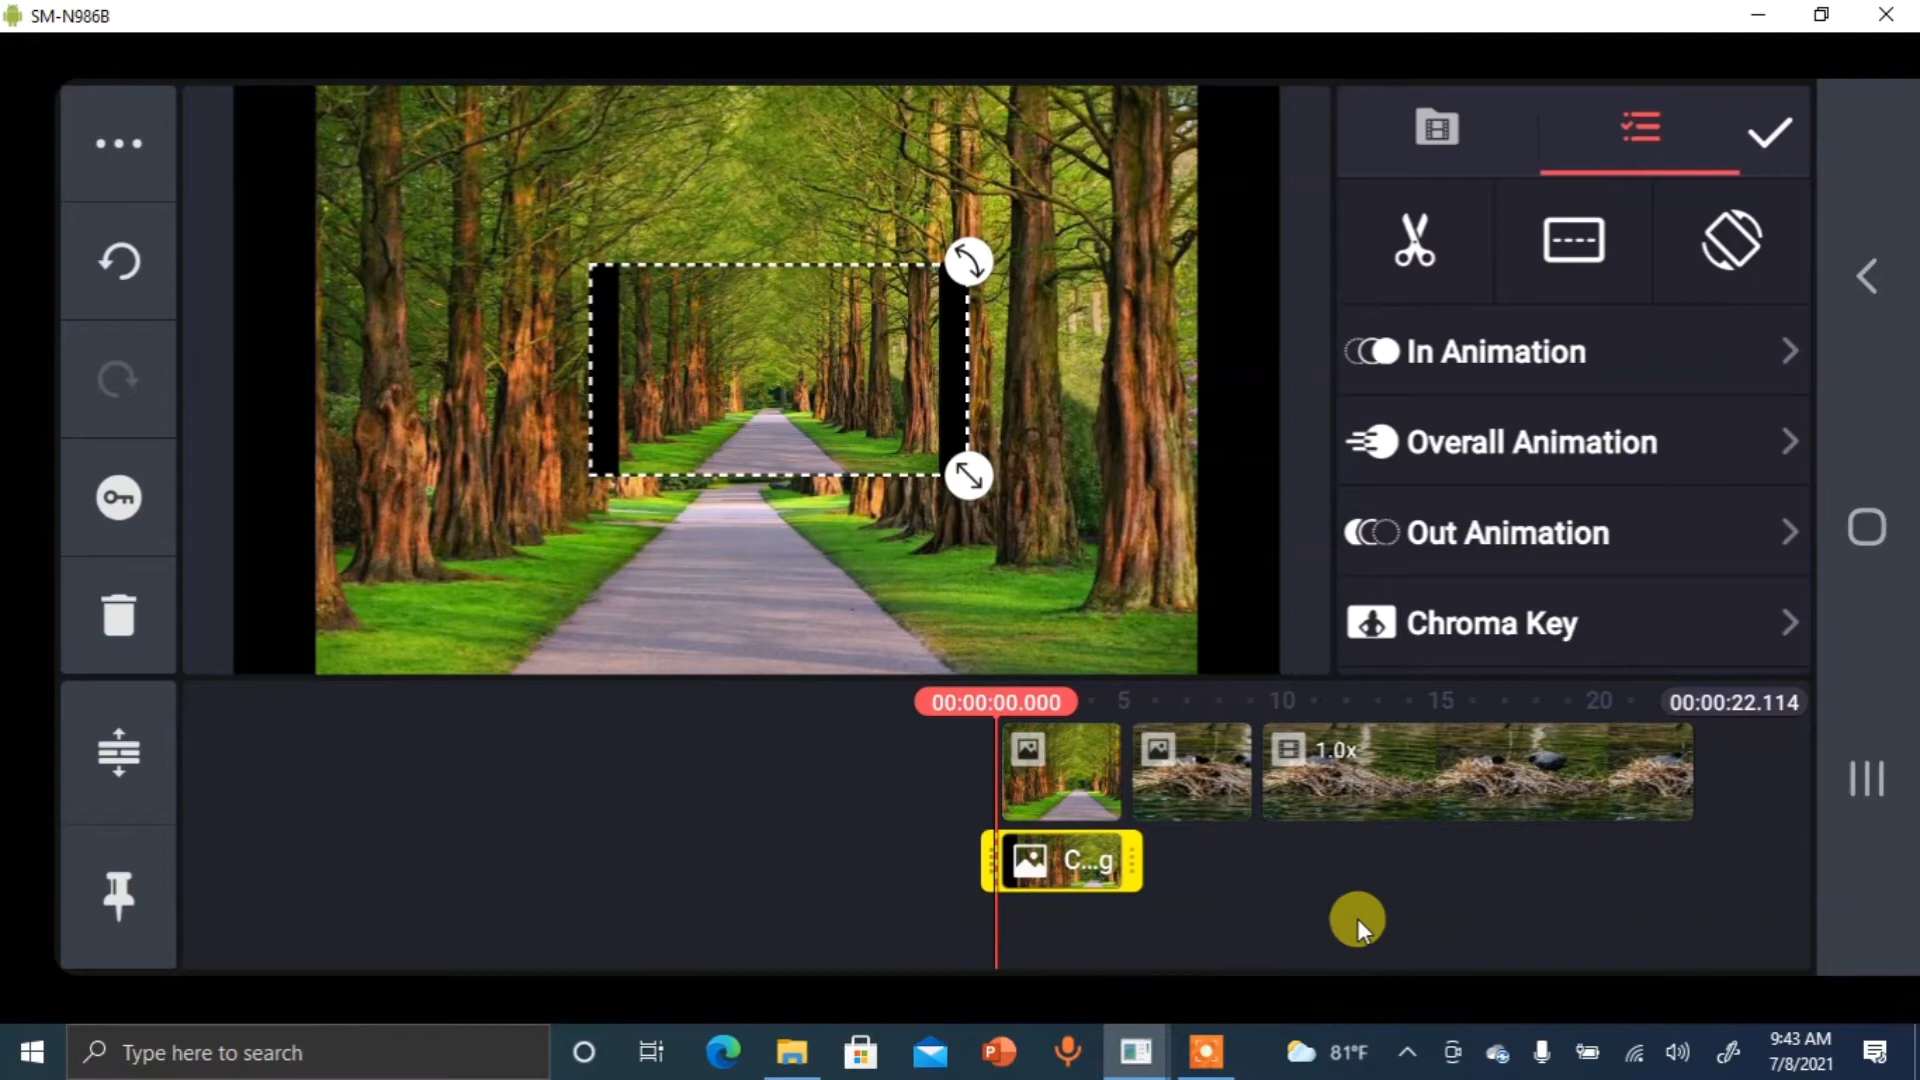 SM-N986B
In Animation
Overall Animation
Out Animation
Chroma Key
00:00:00.000
5
10
15
20
00:00:22.114
1.0x
C...g
Type here to search
81°F
9:43 AM
7/8/2021